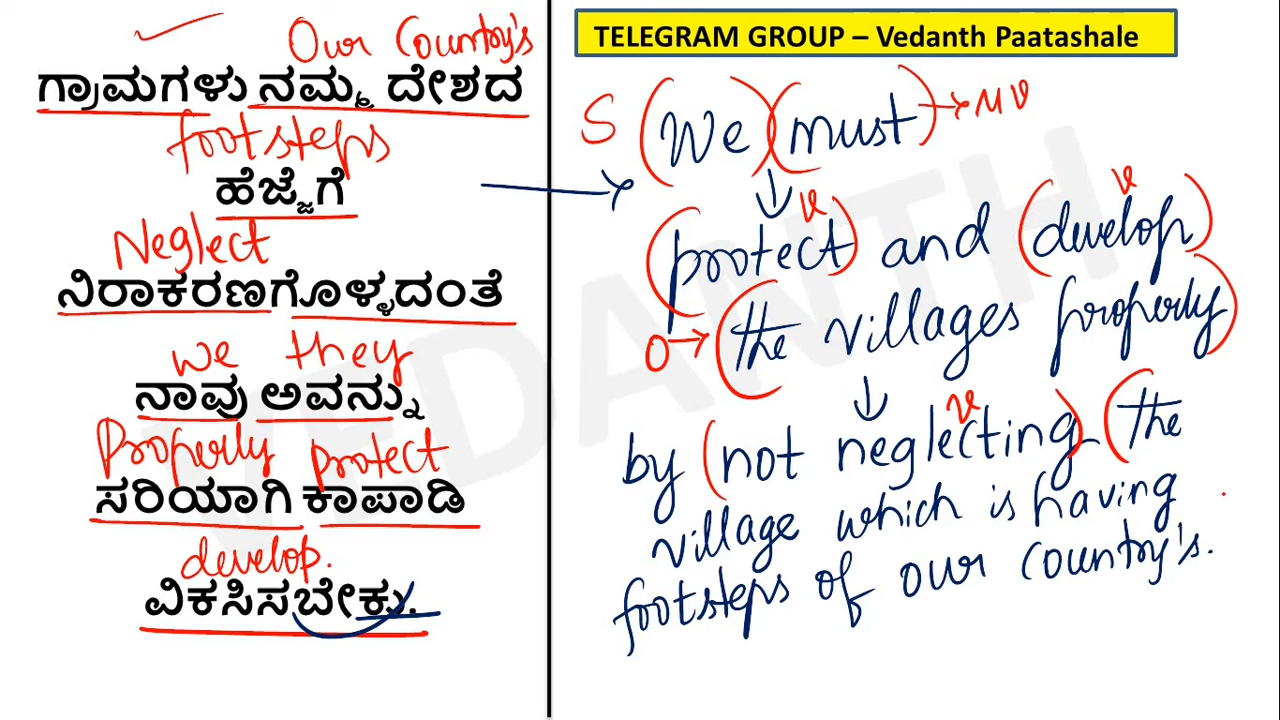 Our Country's
ಗ್ರಾಮಗಳು ನಮ್ಮ ದೇಶದ
footsteps
ಹೆಜ್ಜೆಗೆ
Neglect
ನಿರಾಕರಣಗೊಳ್ಳದಂತೆ
we they
ನಾವು ಅವನ್ನು
Properly protect
ಸರಿಯಾಗಿ ಕಾಪಾಡಿ
develop.
ವಿಕಸಿಸಬೇಕು.
TELEGRAM GROUP – Vedanth Paatashale
S (We) (must) → MV
V V
(protect) and (develop)
O → (the villages properly)
V
by (not neglecting) (the
village which is having
footsteps of our country's.
VEDANTH